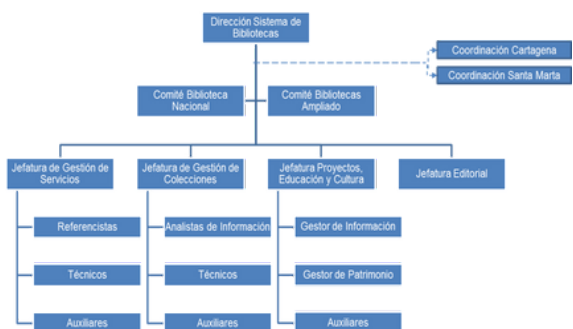 Dirección Sistema de
Bibliotecas
Coordinación Cartagena
Coordinación Santa Marta
Comité Biblioteca
Nacional
Comité Bibliotecas
Ampliado
Jefatura de Gestión de
Servicios
Jefatura de Gestión de
Colecciones
Jefatura Proyectos,
Educación y Cultura
Jefatura Editorial
Referencistas
Analistas de Información
Gestor de Información
Técnicos
Técnicos
Gestor de Patrimonio
Auxiliares
Auxiliares
Auxiliares